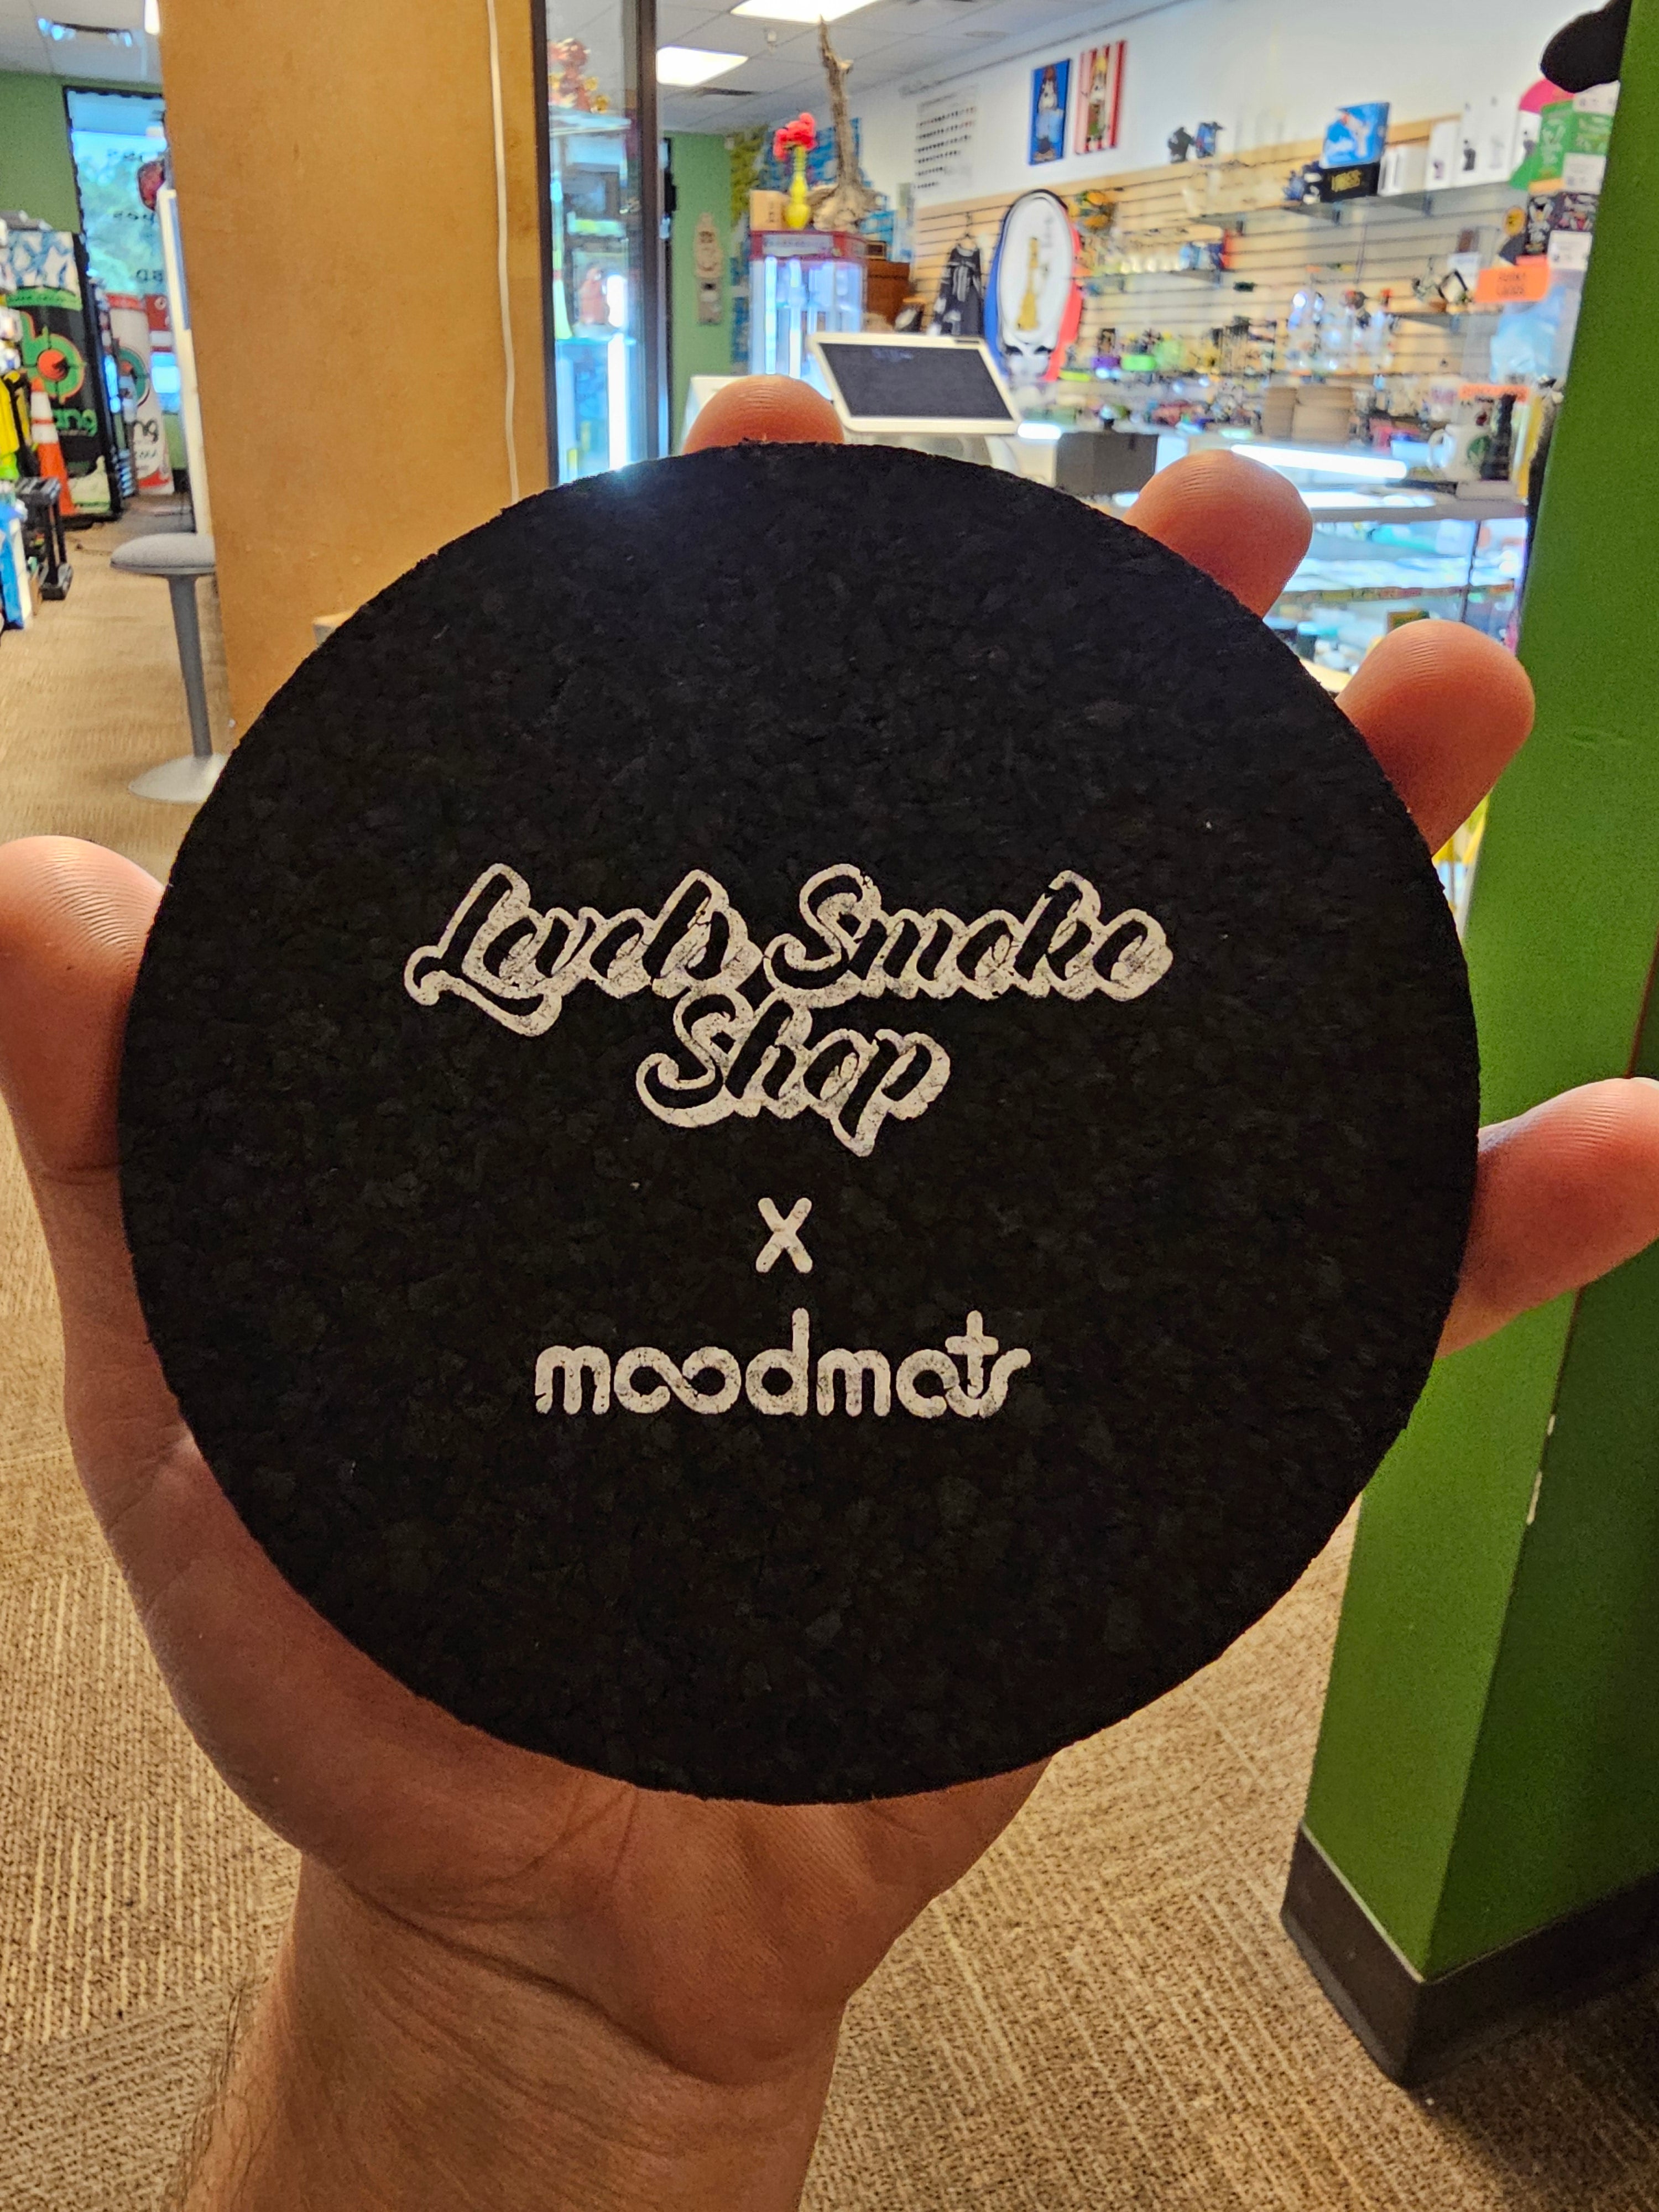 Levels Smoke
Shop
x
moodmats